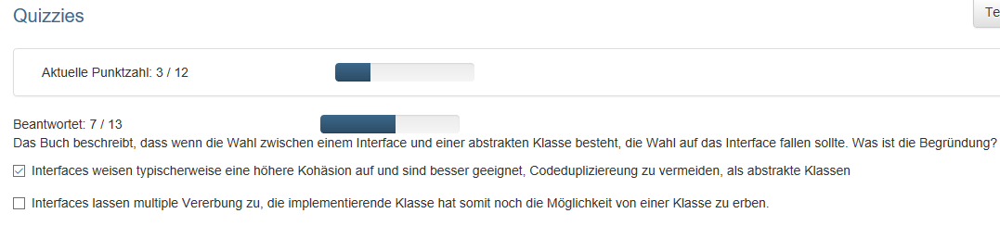 Quizzies
Te
Aktuelle Punktzahl: 3 / 12
Beantwortet: 7 / 13
Das Buch beschreibt, dass wenn die Wahl zwischen einem Interface und einer abstrakten Klasse besteht, die Wahl auf das Interface fallen sollte. Was ist die Begründung?
Interfaces weisen typischerweise eine höhere Kohäsion auf und sind besser geeignet, Codedupliziereung zu vermeiden, als abstrakte Klassen
Interfaces lassen multiple Vererbung zu, die implementierende Klasse hat somit noch die Möglichkeit von einer Klasse zu erben.